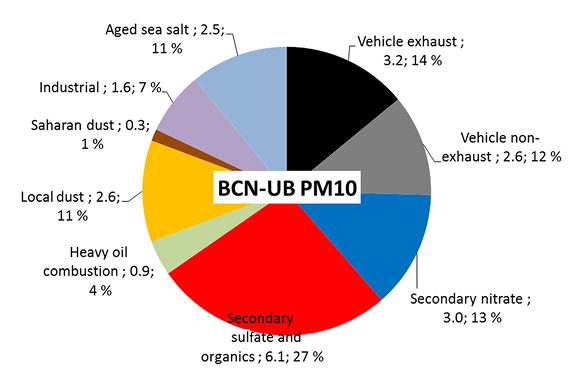 Aged sea salt ; 2.5;
11 %
Vehicle exhaust ;
3.2; 14 %
Industrial ; 1.6; 7 %
Saharan dust ; 0.3;
1 %
Vehicle non-
exhaust ; 2.6; 12 %
BCN-UB PM10
Local dust ; 2.6;
11 %
Heavy oil
combustion ; 0.9;
4 %
Secondary nitrate ;
3.0; 13 %
Secondary
sulfate and
organics ; 6.1; 27 %